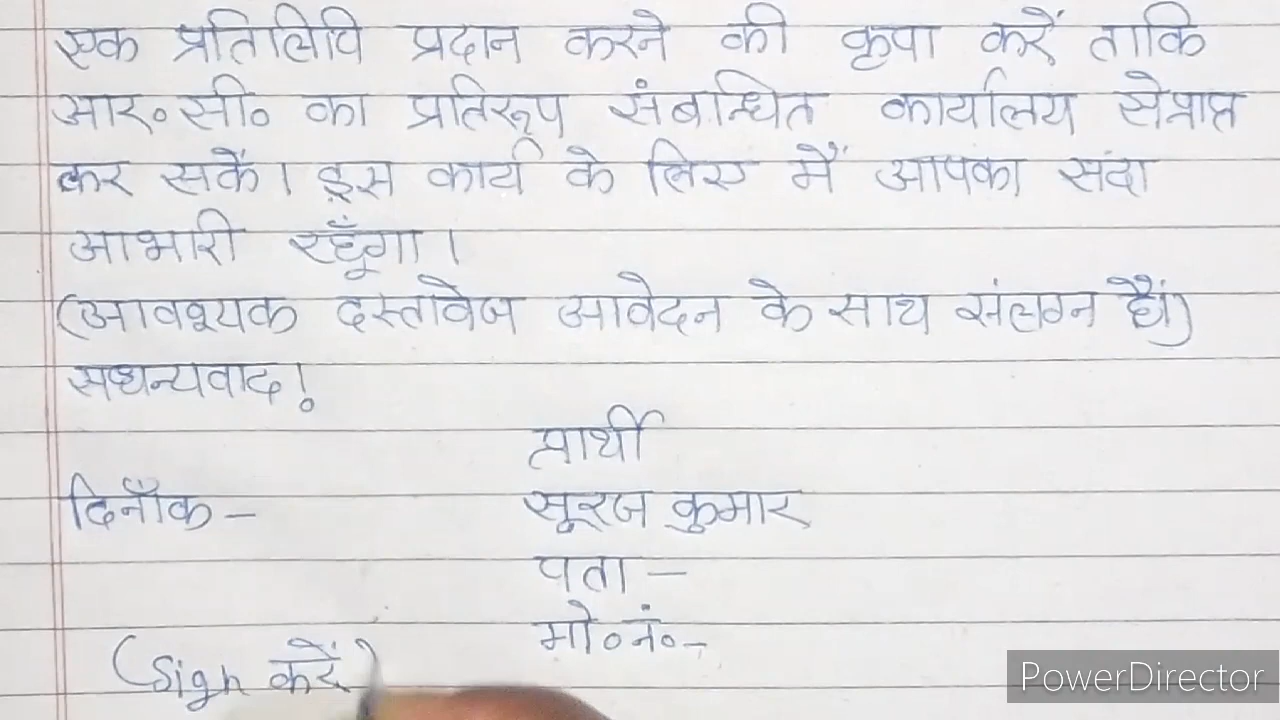 एक प्रतिलिपि प्रदान करने की कृपा करें ताकि
आर॰सी॰ का प्रतिरूप संबन्धित कार्यालय से प्राप्त
कर सकें। इस कार्य के लिए मैं आपका सदा
आभारी रहूँगा।
(आवश्यक दस्तावेज आवेदन के साथ संलग्न हैं)
सधन्यवाद!
प्रार्थी
दिनाँक- सूरज कुमार
पता-
मो॰नं॰-
(Sign करें)
PowerDirector